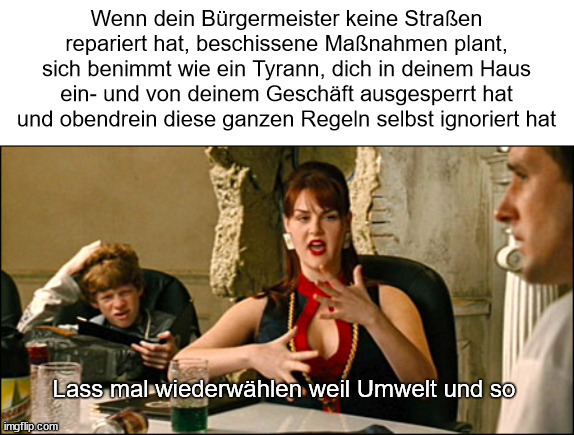 Wenn dein Bürgermeister keine Straßen
repariert hat, beschissene Maßnahmen plant,
sich benimmt wie ein Tyrann, dich in deinem Haus
ein- und von deinem Geschäft ausgesperrt hat
und obendrein diese ganzen Regeln selbst ignoriert hat
Lass mal wiederwählen weil Umwelt und so
imgflip.com